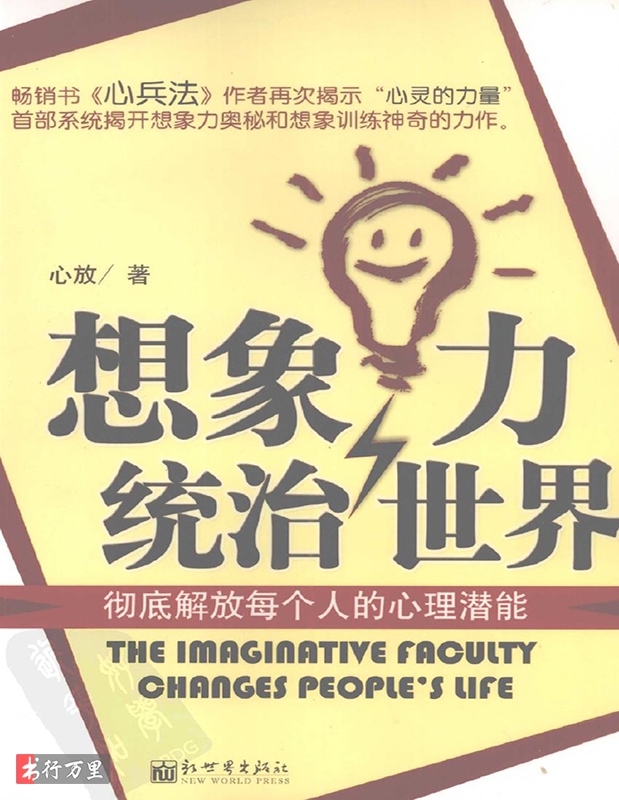 畅销书《心兵法》作者再次揭示“心灵的力量”
首部系统揭开想象力奥秘和想象训练神奇的力作。
心放/著
想象力
统治世界
彻底解放每个人的心理潜能
THE IMAGINATIVE FACULTY
CHANGES PEOPLE'S LIFE
书行万里
新世界出版社
NEW WORLD PRESS